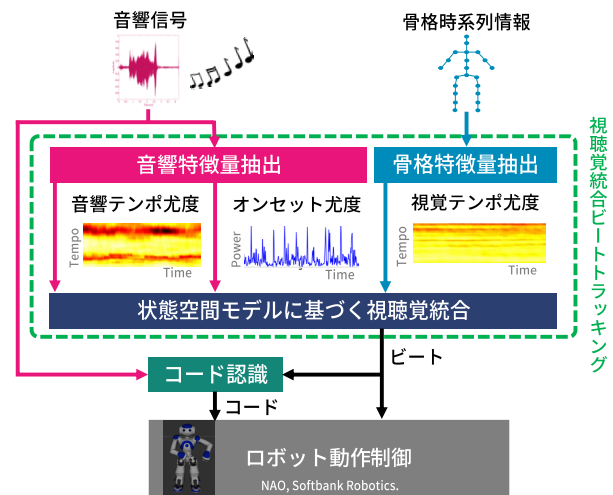 音響信号
骨格時系列情報
音響特徴量抽出
骨格特徴量抽出
音響テンポ尤度
オンセット尤度
視覚テンポ尤度
Tempo
Time
Power
Time
Tempo
Time
状態空間モデルに基づく視聴覚統合
視聴覚統合ビートトラッキング
ビート
コード認識
コード
ロボット動作制御
NAO, Softbank Robotics.